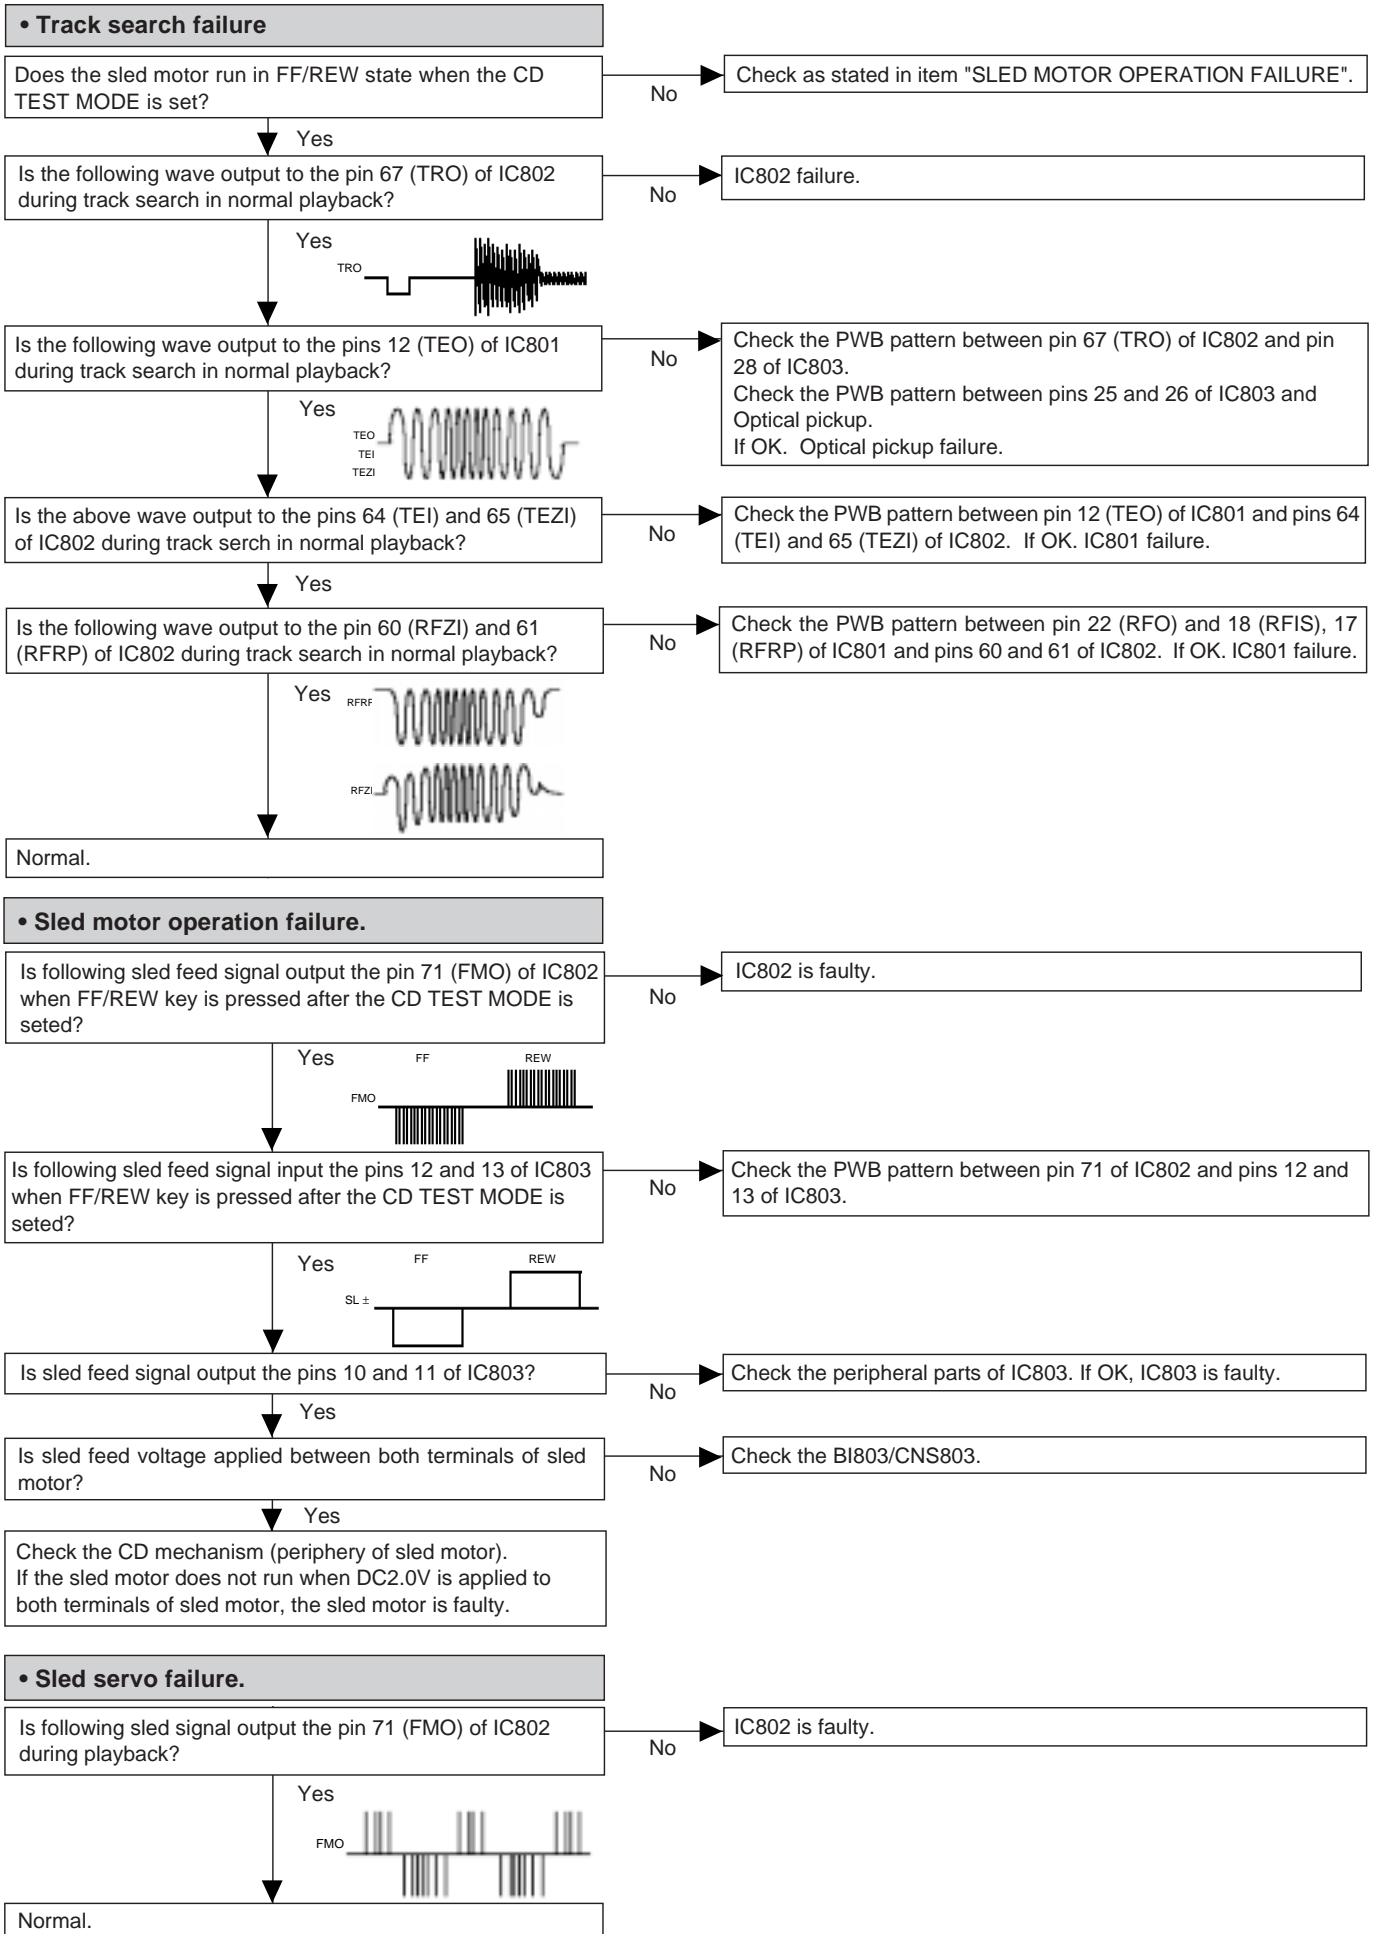 • Track search failure
Does the sled motor run in FF/REW state when the CD
TEST MODE is set?
No
Check as stated in item "SLED MOTOR OPERATION FAILURE".
Yes
Is the following wave output to the pin 67 (TRO) of IC802
during track search in normal playback?
No
IC802 failure.
Yes
TRO
Is the following wave output to the pins 12 (TEO) of IC801
during track search in normal playback?
No
Check the PWB pattern between pin 67 (TRO) of IC802 and pin
28 of IC803.
Check the PWB pattern between pins 25 and 26 of IC803 and
Optical pickup.
If OK. Optical pickup failure.
Yes
TEO
TEI
TEZI
Is the above wave output to the pins 64 (TEI) and 65 (TEZI)
of IC802 during track serch in normal playback?
No
Check the PWB pattern between pin 12 (TEO) of IC801 and pins 64
(TEI) and 65 (TEZI) of IC802. If OK. IC801 failure.
Yes
Is the following wave output to the pin 60 (RFZI) and 61
(RFRP) of IC802 during track search in normal playback?
No
Check the PWB pattern between pin 22 (RFO) and 18 (RFIS), 17
(RFRP) of IC801 and pins 60 and 61 of IC802. If OK. IC801 failure.
Yes
RFRF
RFZI
Normal.
• Sled motor operation failure.
Is following sled feed signal output the pin 71 (FMO) of IC802
when FF/REW key is pressed after the CD TEST MODE is
seted?
No
IC802 is faulty.
Yes
FF
REW
FMO
Is following sled feed signal input the pins 12 and 13 of IC803
when FF/REW key is pressed after the CD TEST MODE is
seted?
No
Check the PWB pattern between pin 71 of IC802 and pins 12 and
13 of IC803.
Yes
FF
REW
SL ±
Is sled feed signal output the pins 10 and 11 of IC803?
No
Check the peripheral parts of IC803. If OK, IC803 is faulty.
Yes
Is sled feed voltage applied between both terminals of sled
motor?
No
Check the BI803/CNS803.
Yes
Check the CD mechanism (periphery of sled motor).
If the sled motor does not run when DC2.0V is applied to
both terminals of sled motor, the sled motor is faulty.
• Sled servo failure.
Is following sled signal output the pin 71 (FMO) of IC802
during playback?
No
IC802 is faulty.
Yes
FMO
Normal.